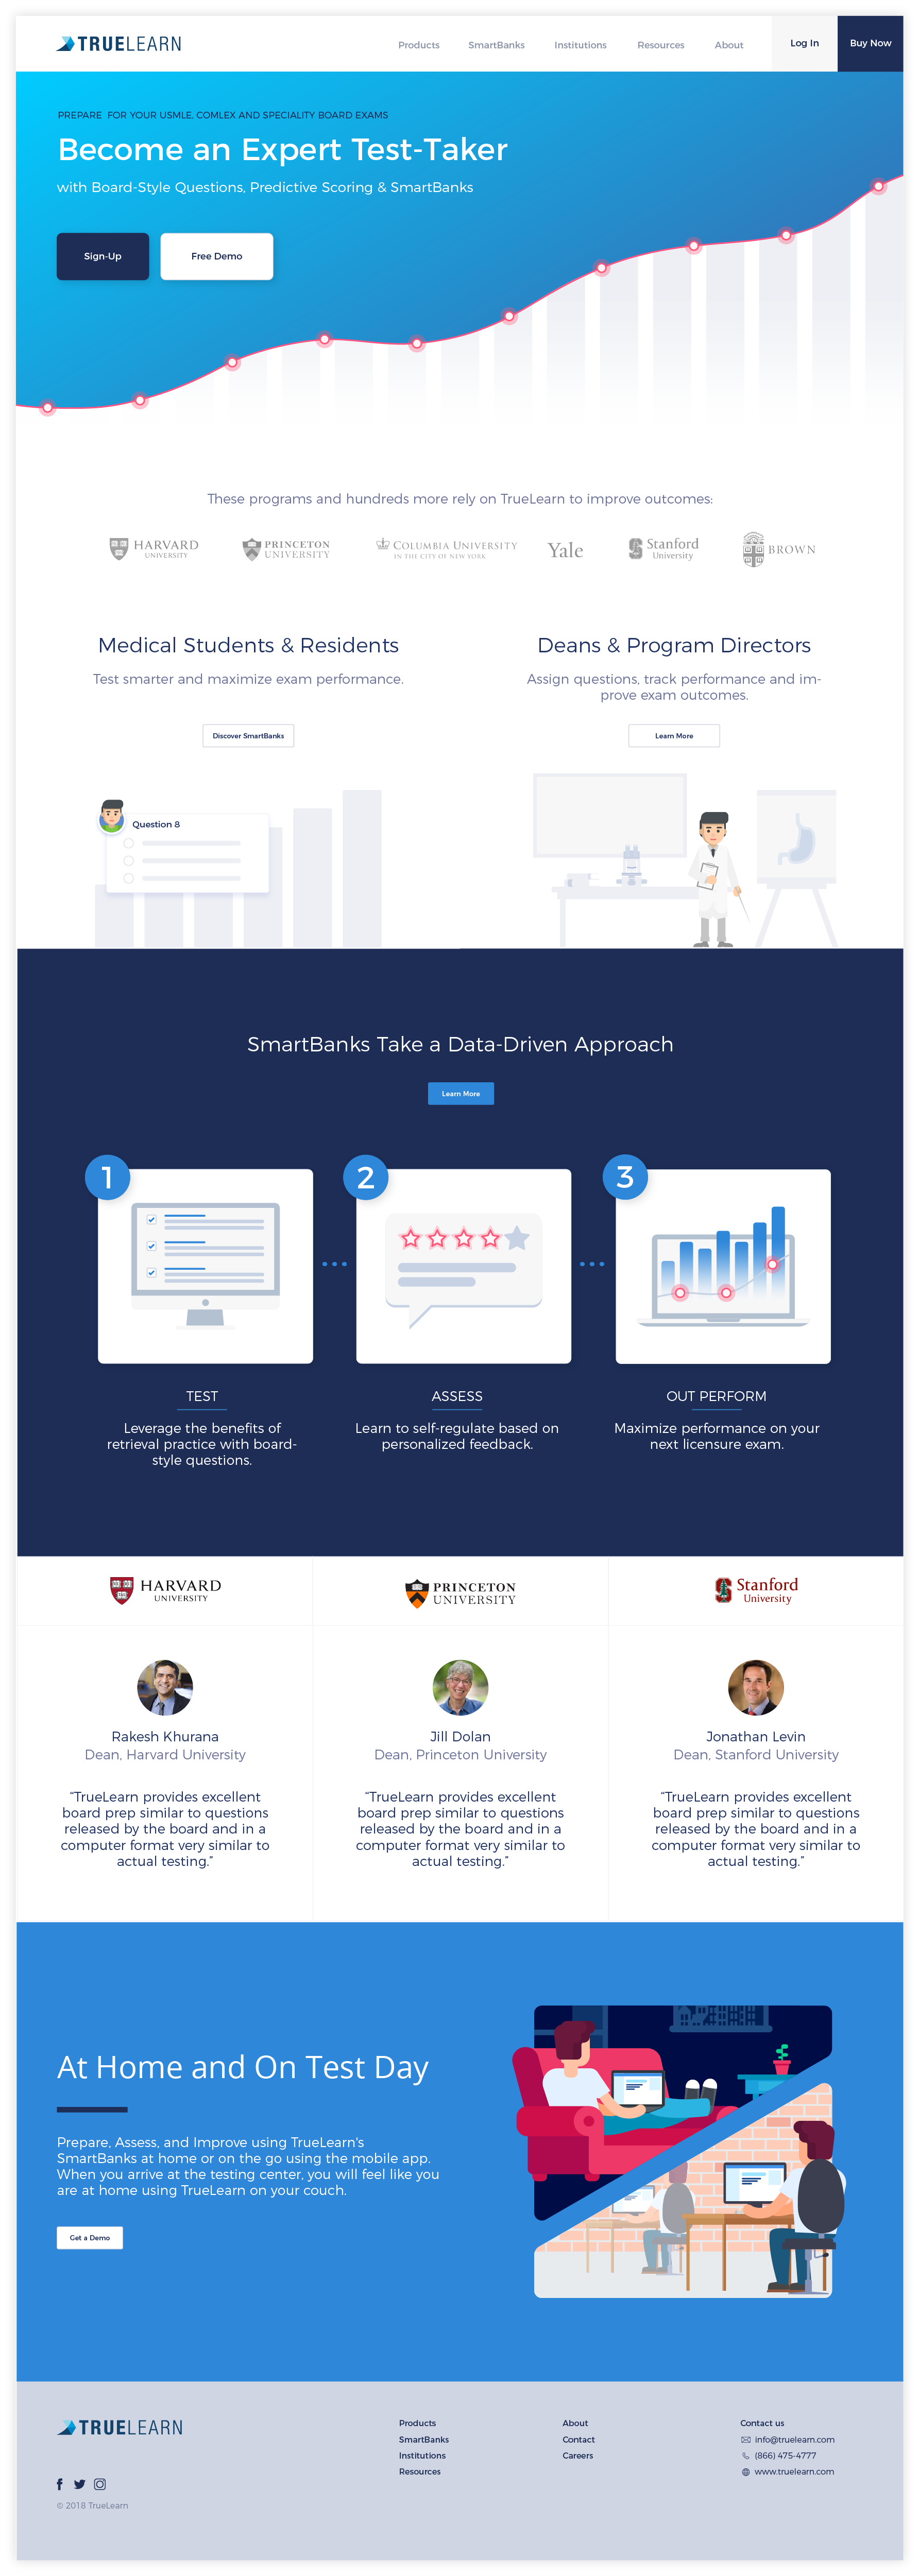 TRUELEARN
Products SmartBanks Institutions Resources About Log In Buy Now
PREPARE FOR YOUR USMLE, COMLEX AND SPECIALITY BOARD EXAMS
Become an Expert Test-Taker
with Board-Style Questions, Predictive Scoring & SmartBanks
Sign-Up Free Demo
These programs and hundreds more rely on TrueLearn to improve outcomes:
HARVARD
UNIVERSITY
PRINCETON
UNIVERSITY
COLUMBIA UNIVERSITY
IN THE CITY OF NEW YORK
Yale
Stanford
University
BROWN
Medical Students & Residents
Test smarter and maximize exam performance.
Discover SmartBanks
Question 8
Deans & Program Directors
Assign questions, track performance and im-
prove exam outcomes.
Learn More
SmartBanks Take a Data-Driven Approach
Learn More
1
2
3
TEST
Leverage the benefits of
retrieval practice with board-
style questions.
ASSESS
Learn to self-regulate based on
personalized feedback.
OUT PERFORM
Maximize performance on your
next licensure exam.
HARVARD
UNIVERSITY
Rakesh Khurana
Dean, Harvard University
“TrueLearn provides excellent
board prep similar to questions
released by the board and in a
computer format very similar to
actual testing.”
PRINCETON
UNIVERSITY
Jill Dolan
Dean, Princeton University
“TrueLearn provides excellent
board prep similar to questions
released by the board and in a
computer format very similar to
actual testing.”
Stanford
University
Jonathan Levin
Dean, Stanford University
“TrueLearn provides excellent
board prep similar to questions
released by the board and in a
computer format very similar to
actual testing.”
At Home and On Test Day
Prepare, Assess, and Improve using TrueLearn's
SmartBanks at home or on the go using the mobile app.
When you arrive at the testing center, you will feel like you
are at home using TrueLearn on your couch.
Get a Demo
TRUELEARN
© 2018 TrueLearn
Products
SmartBanks
Institutions
Resources
About
Contact
Careers
Contact us
info@truelearn.com
(866) 475-4777
www.truelearn.com